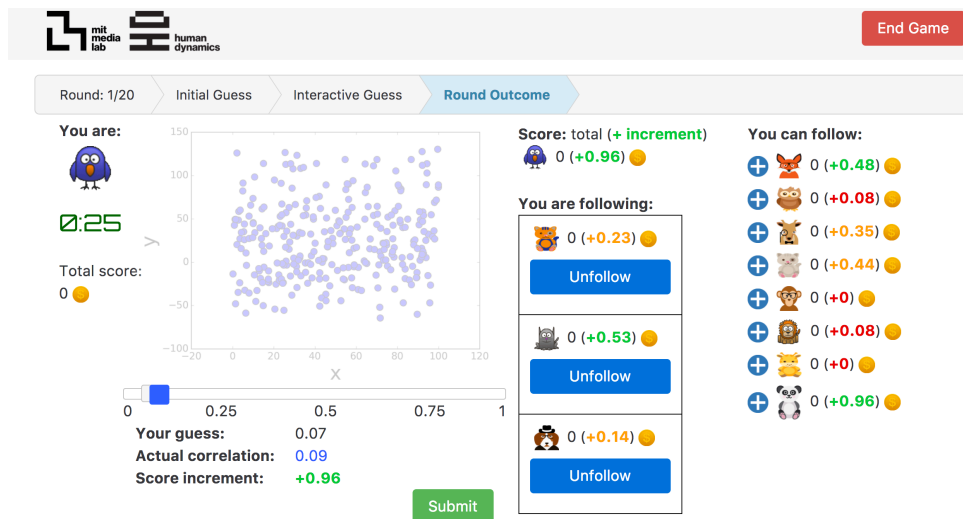 mit
media
lab
human
dynamics
End Game
Round: 1/20
Initial Guess
Interactive Guess
Round Outcome
You are:
0:25
Total score:
0
y
150
100
50
0
−50
−100
−20
0
20
40
60
80
100
120
x
0
0.25
0.5
0.75
1
Your guess: 0.07
Actual correlation: 0.09
Score increment: +0.96
Submit
Score: total (+ increment)
0 (+0.96)
You are following:
0 (+0.23)
Unfollow
0 (+0.53)
Unfollow
0 (+0.14)
Unfollow
You can follow:
0 (+0.48)
0 (+0.08)
0 (+0.35)
0 (+0.44)
0 (+0)
0 (+0.08)
0 (+0)
0 (+0.96)